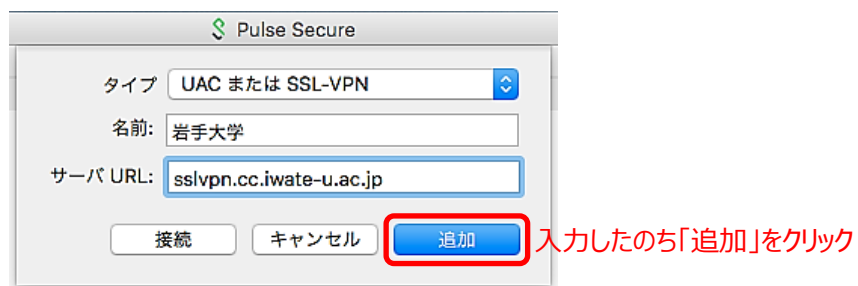 Pulse Secure
タイプ UAC または SSL-VPN
名前: 岩手大学
サーバ URL: sslvpn.cc.iwate-u.ac.jp
接続 キャンセル 追加 入力したのち「追加」をクリック